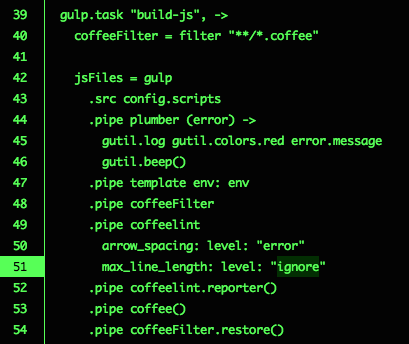 39 gulp.task "build-js", ->
40   coffeeFilter = filter "**/*.coffee"
41
42   jsFiles = gulp
43     .src config.scripts
44     .pipe plumber (error) ->
45       gutil.log gutil.colors.red error.message
46       gutil.beep()
47     .pipe template env: env
48     .pipe coffeeFilter
49     .pipe coffeelint
50       arrow_spacing: level: "error"
51       max_line_length: level: "ignore"
52     .pipe coffeelint.reporter()
53     .pipe coffee()
54     .pipe coffeeFilter.restore()